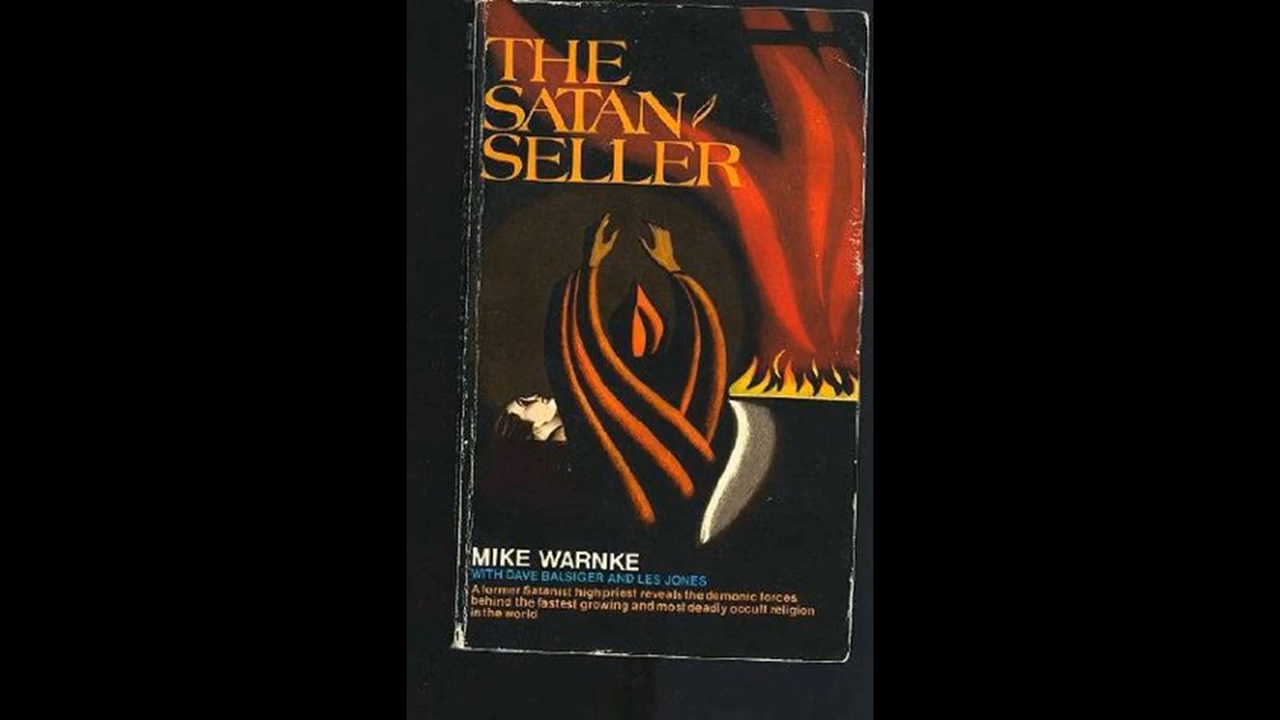 THE
SATAN
SELLER
MIKE WARNKE
WITH DAVE BALSIGER AND LES JONES
A former Satanist high priest reveals the demonic forces
behind the fastest growing and most deadly occult religion
in the world